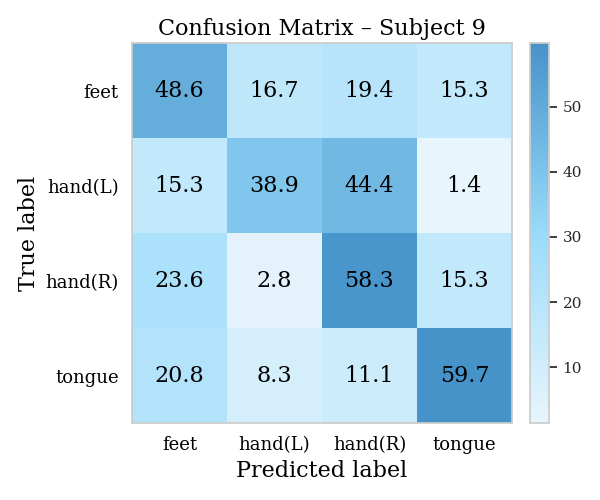 Confusion Matrix – Subject 9
True label
feet 48.6 16.7 19.4 15.3
hand(L) 15.3 38.9 44.4 1.4
hand(R) 23.6 2.8 58.3 15.3
tongue 20.8 8.3 11.1 59.7
feet hand(L) hand(R) tongue
Predicted label
50
40
30
20
10